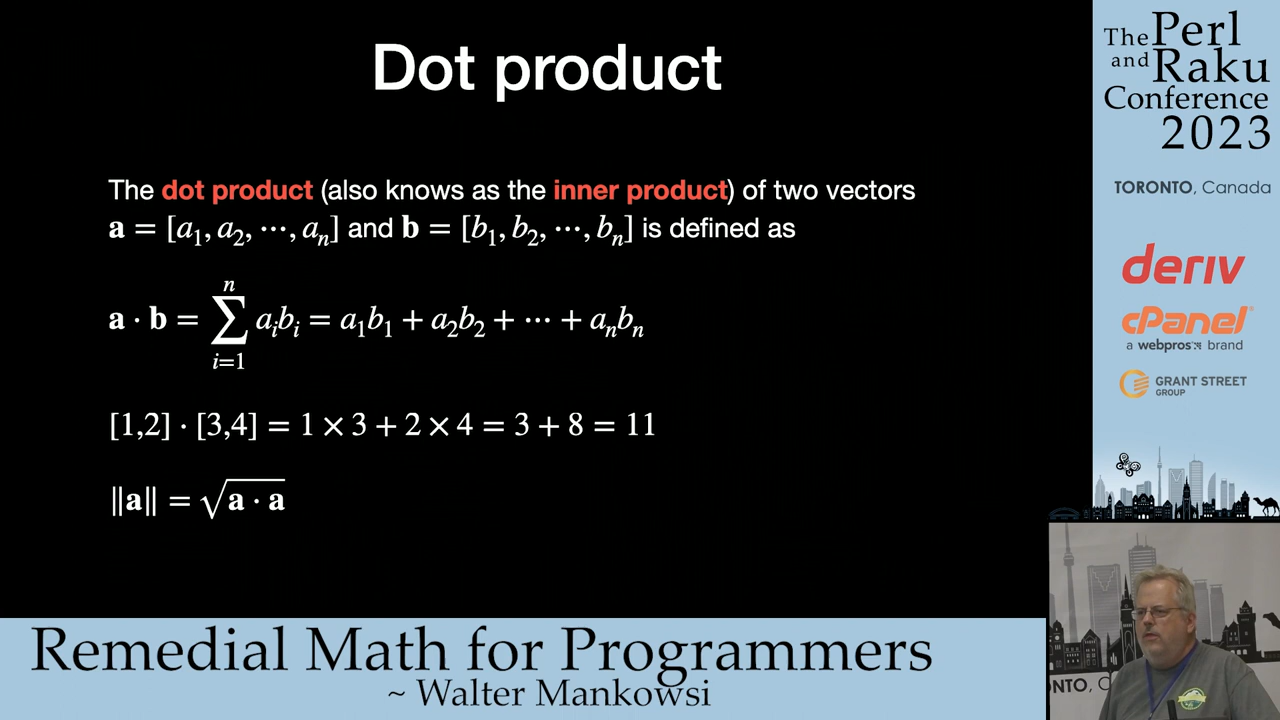 Dot product
The dot product (also knows as the inner product) of two vectors
a = [a₁, a₂, ⋯, aₙ] and b = [b₁, b₂, ⋯, bₙ] is defined as
n
a · b = ∑ aᵢbᵢ = a₁b₁ + a₂b₂ + ⋯ + aₙbₙ
i=1
[1,2] · [3,4] = 1 × 3 + 2 × 4 = 3 + 8 = 11
‖a‖ = √a · a
The Perl
and Raku
Conference
2023
TORONTO, Canada
deriv
cPanel®
a webpros brand
GRANT STREET
GROUP
Remedial Math for Programmers
~ Walter Mankowsi